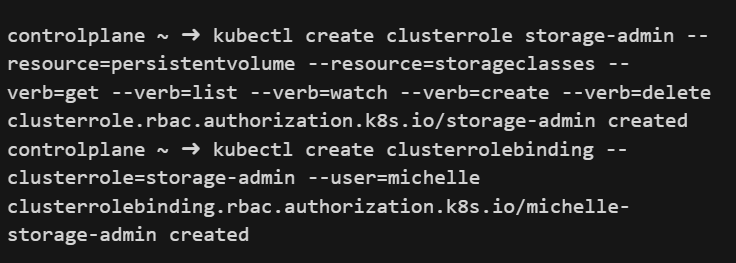 controlplane ~ ➜ kubectl create clusterrole storage-admin --
resource=persistentvolume --resource=storageclasses --
verb=get --verb=list --verb=watch --verb=create --verb=delete
clusterrole.rbac.authorization.k8s.io/storage-admin created
controlplane ~ ➜ kubectl create clusterrolebinding --
clusterrole=storage-admin --user=michelle
clusterrolebinding.rbac.authorization.k8s.io/michelle-
storage-admin created